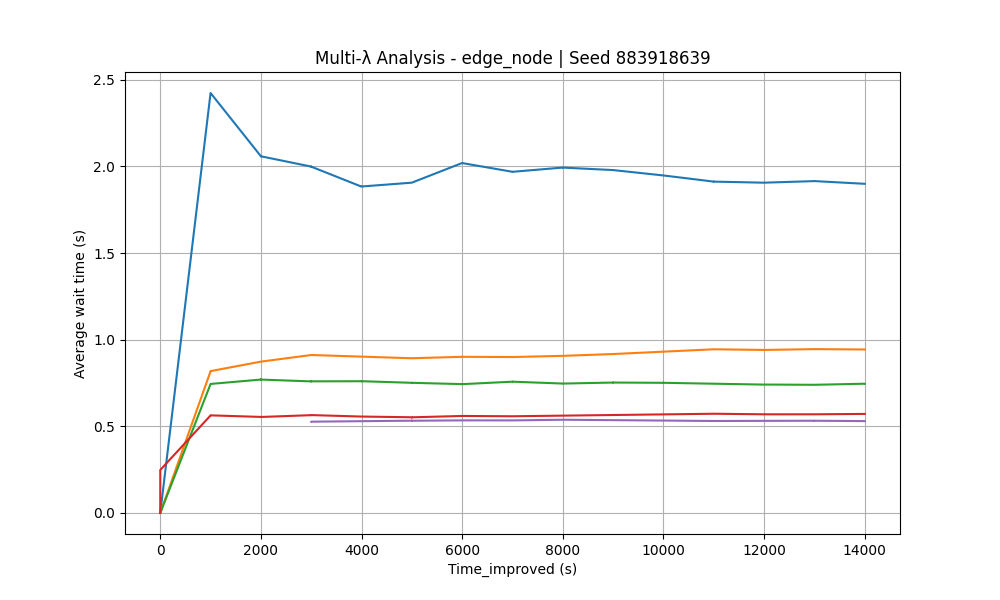 Multi-λ Analysis - edge_node | Seed 883918639
Average wait time (s)
2.5
2.0
1.5
1.0
0.5
0.0
0 2000 4000 6000 8000 10000 12000 14000
Time_improved (s)